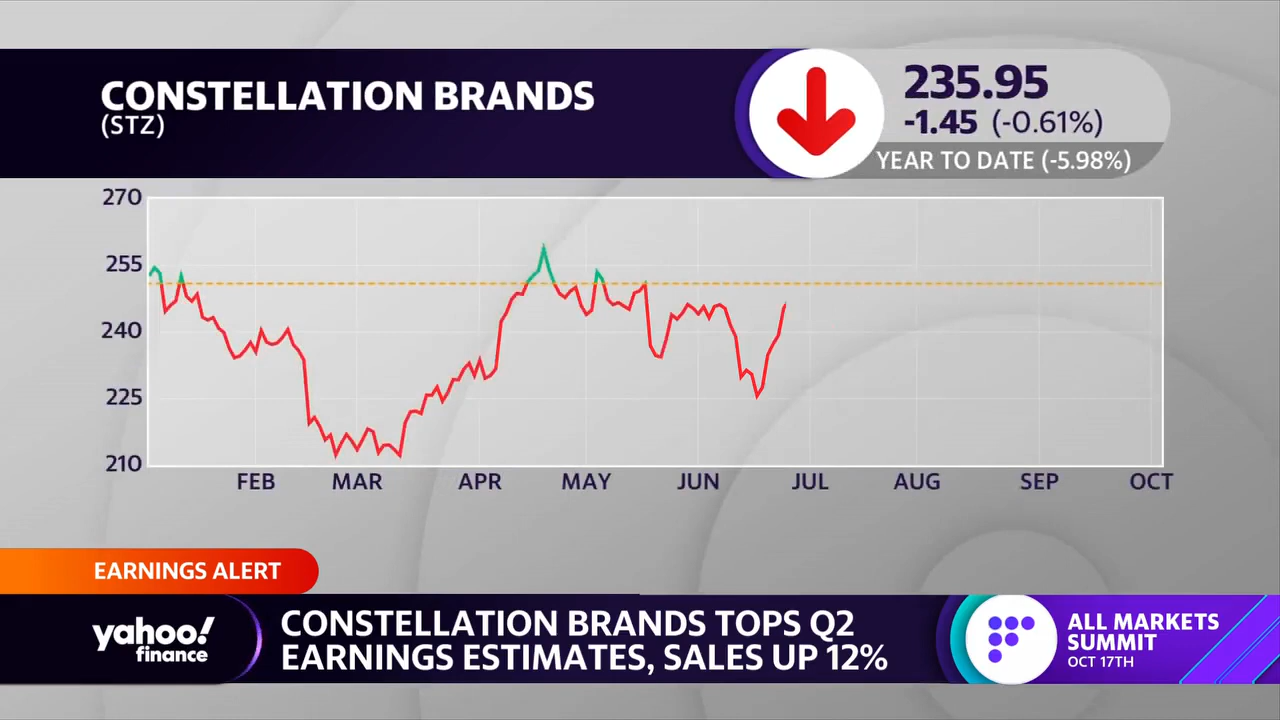 CONSTELLATION BRANDS
(STZ)
235.95
-1.45 (-0.61%)
YEAR TO DATE (-5.98%)
270
255
240
225
210
FEB MAR APR MAY JUN JUL AUG SEP OCT
EARNINGS ALERT
yahoo!
finance
CONSTELLATION BRANDS TOPS Q2
EARNINGS ESTIMATES, SALES UP 12%
ALL MARKETS
SUMMIT
OCT 17TH